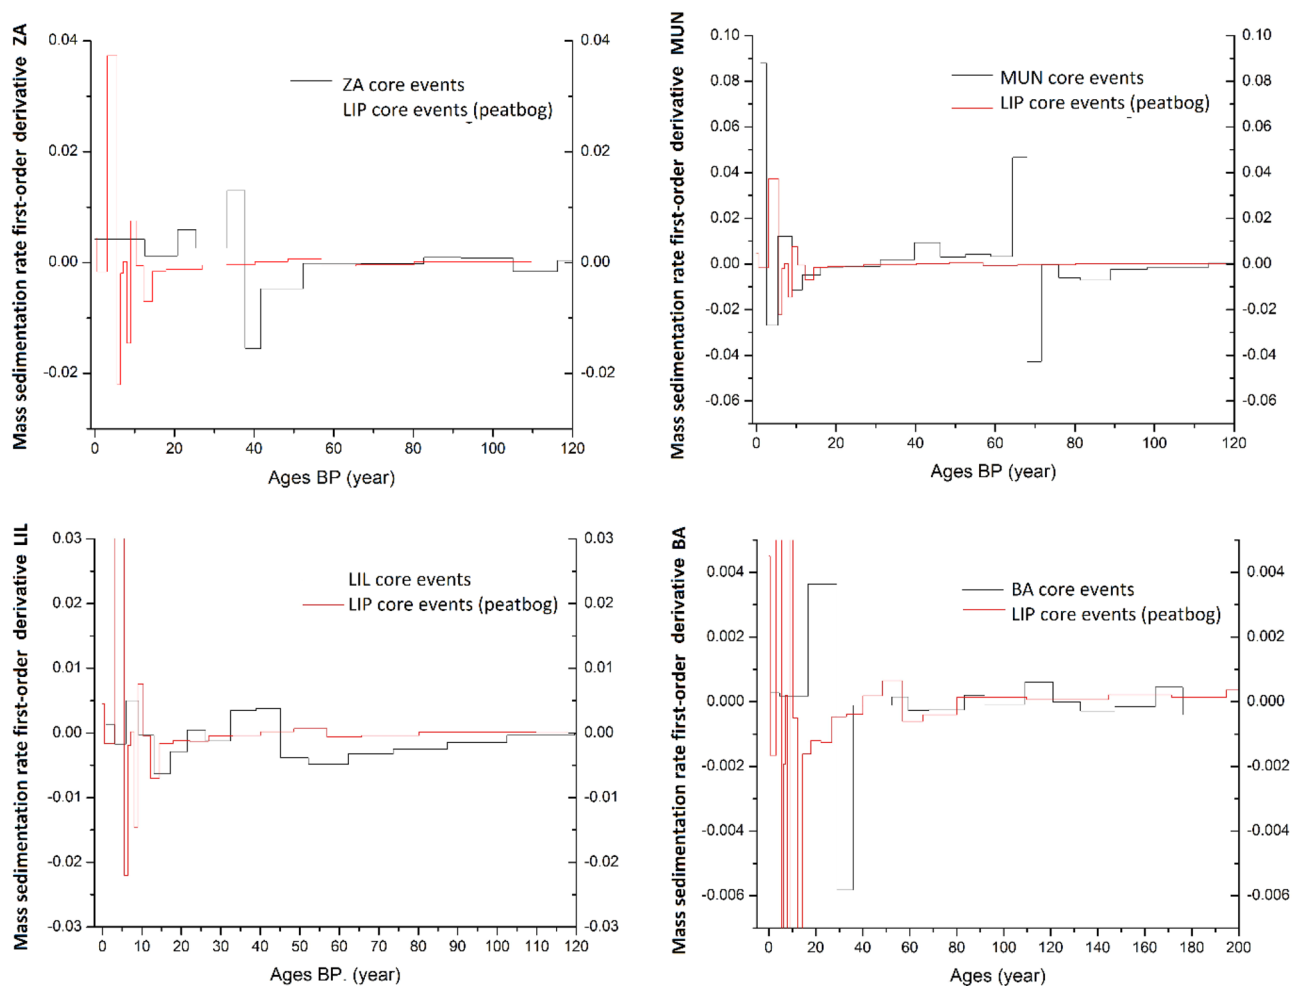 Mass sedimentation rate first-order derivative ZA
0.04
0.02
0.00
-0.02
ZA core events
LIP core events (peatbog)
0.04
0.02
0.00
-0.02
0 20 40 60 80 100 120
Ages BP (year)
Mass sedimentation rate first-order derivative MUN
0.10
0.08
0.06
0.04
0.02
0.00
-0.02
-0.04
-0.06
MUN core events
LIP core events (peatbog)
0.10
0.08
0.06
0.04
0.02
0.00
-0.02
-0.04
-0.06
0 20 40 60 80 100 120
Ages BP (year)
Mass sedimentation rate first-order derivative LIL
0.03
0.02
0.01
0.00
-0.01
-0.02
-0.03
LIL core events
LIP core events (peatbog)
0.03
0.02
0.01
0.00
-0.01
-0.02
-0.03
0 10 20 30 40 50 60 70 80 90 100 110 120
Ages BP. (year)
Mass sedimentation rate first-order derivative BA
0.004
0.002
0.000
-0.002
-0.004
-0.006
BA core events
LIP core events (peatbog)
0.004
0.002
0.000
-0.002
-0.004
-0.006
0 20 40 60 80 100 120 140 160 180 200
Ages (year)